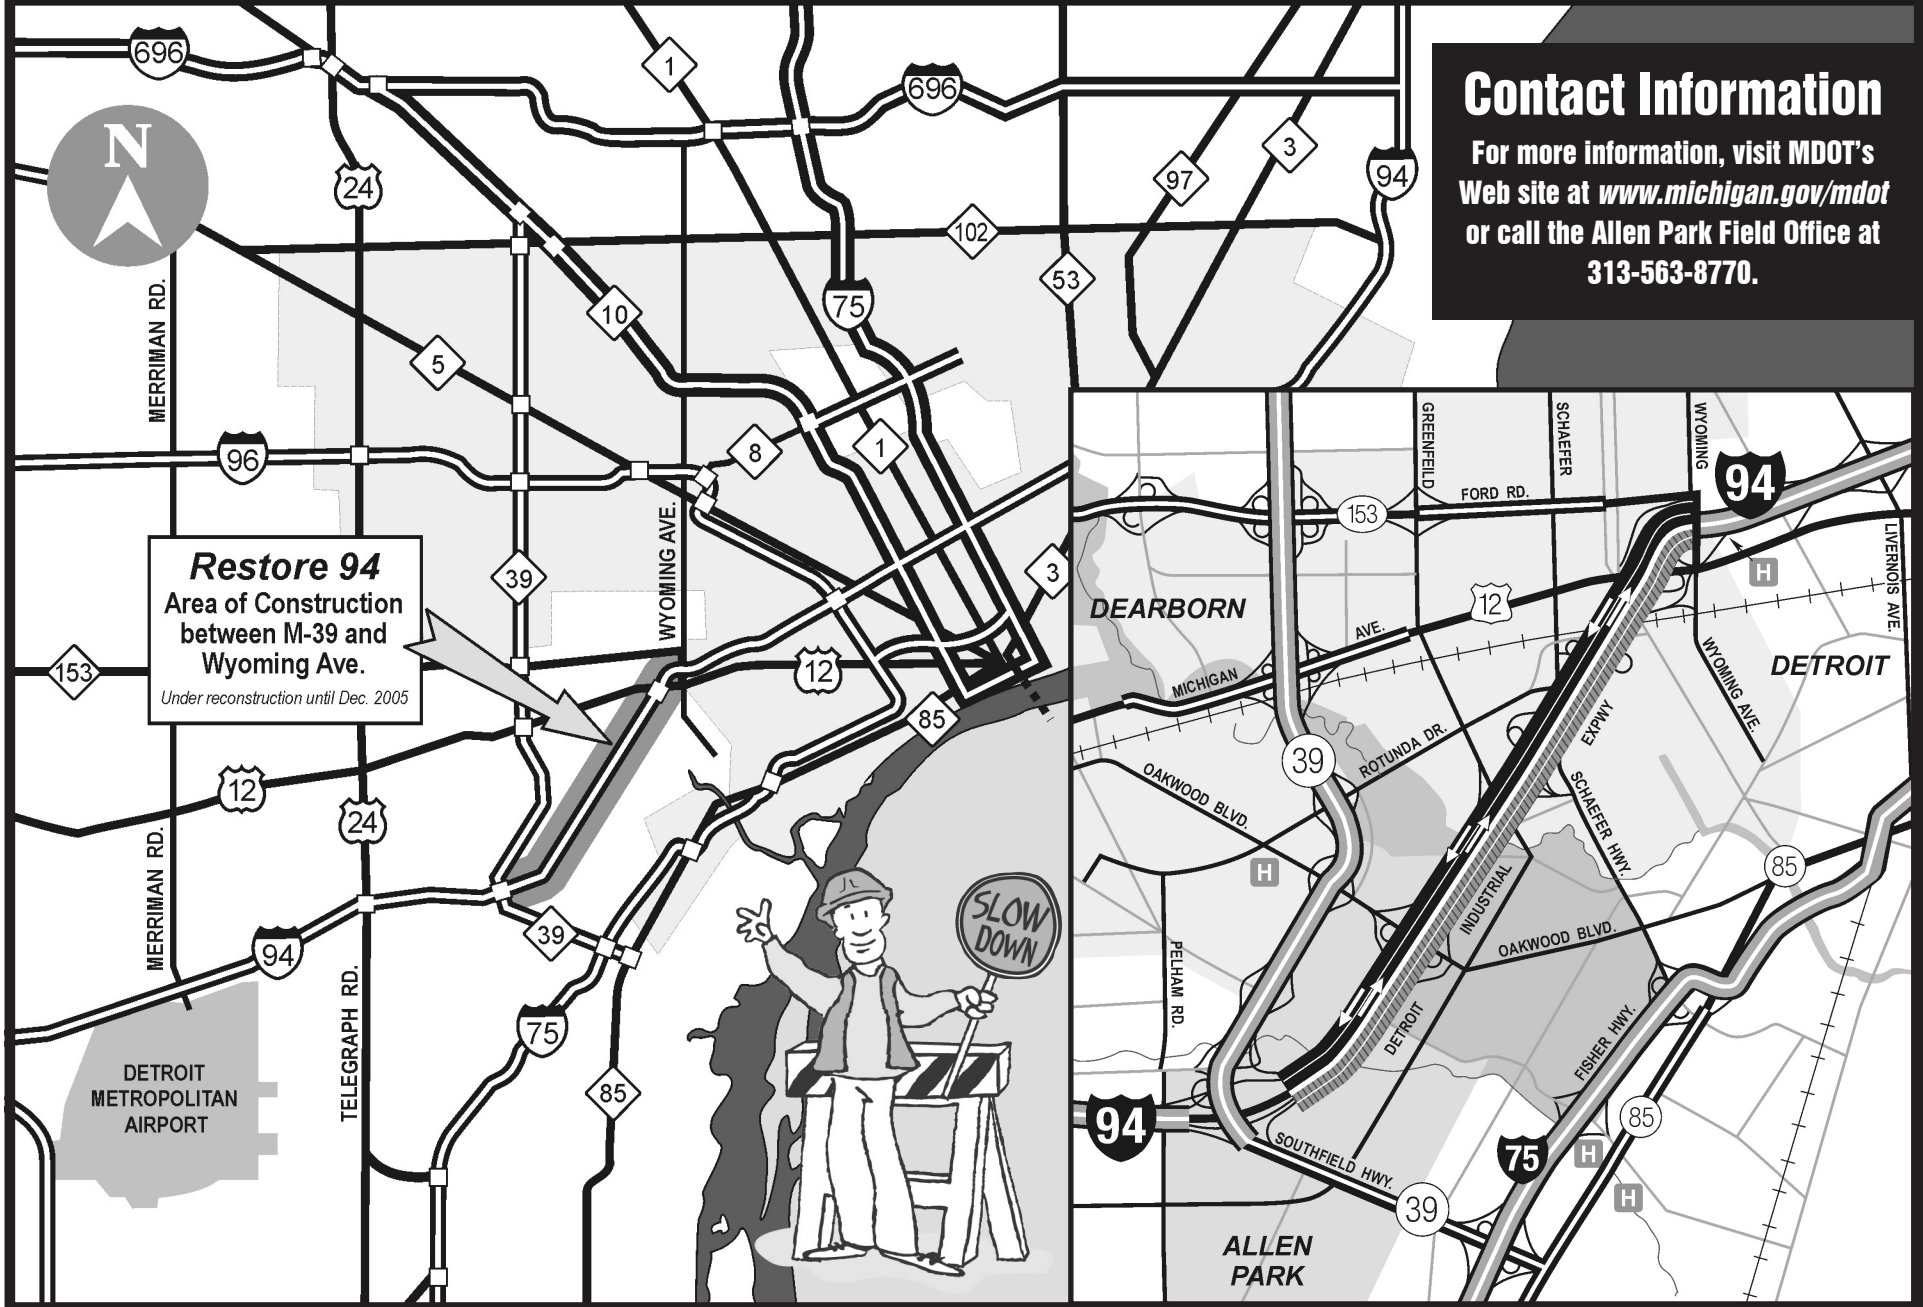 696
1
696
N
24
97
3
94
Contact Information
For more information, visit MDOT's
Web site at www.michigan.gov/mdot
or call the Allen Park Field Office at
313-563-8770.
102
53
MERRIMAN RD.
10
75
5
96
8
1
39
WYOMING AVE.
3
Restore 94
Area of Construction
between M-39 and
Wyoming Ave.
Under reconstruction until Dec. 2005
153
12
85
12
24
MERRIMAN RD.
94
39
TELEGRAPH RD.
75
85
DETROIT
METROPOLITAN
AIRPORT
SLOW
DOWN
GREENFEILD
SCHAEFER
WYOMING
94
FORD RD.
153
LIVERNOIS AVE.
H
12
DEARBORN
AVE.
MICHIGAN
WYOMING AVE.
DETROIT
EXPWY
ROTUNDA DR.
39
OAKWOOD BLVD.
SCHAEFER HWY.
H
85
INDUSTRIAL
OAKWOOD BLVD.
PELHAM RD.
DETROIT
FISHER HWY.
94
85
SOUTHFIELD HWY.
75
H
H
39
ALLEN
PARK